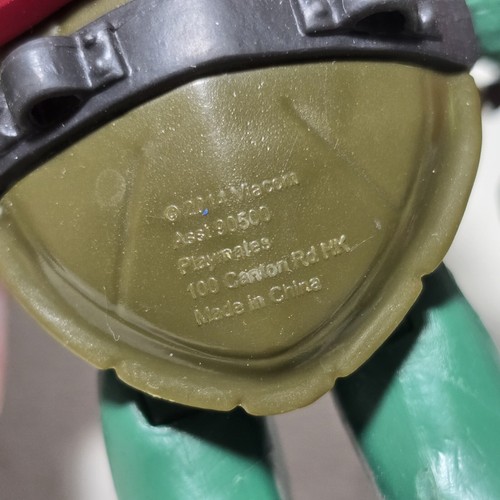 © 2014 Viacom
Asst 90500
Playmates
100 Canton Rd HK
Made in China